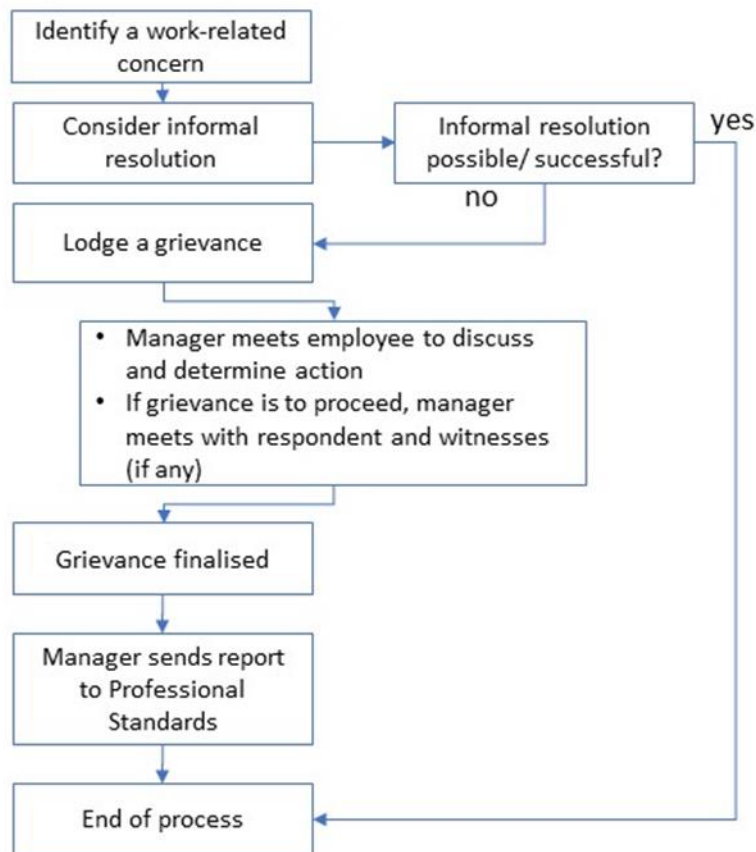 Identify a work-related
concern
Consider informal
resolution
Informal resolution
possible/ successful?
yes
no
Lodge a grievance
• Manager meets employee to discuss
and determine action
• If grievance is to proceed, manager
meets with respondent and witnesses
(if any)
Grievance finalised
Manager sends report
to Professional
Standards
End of process